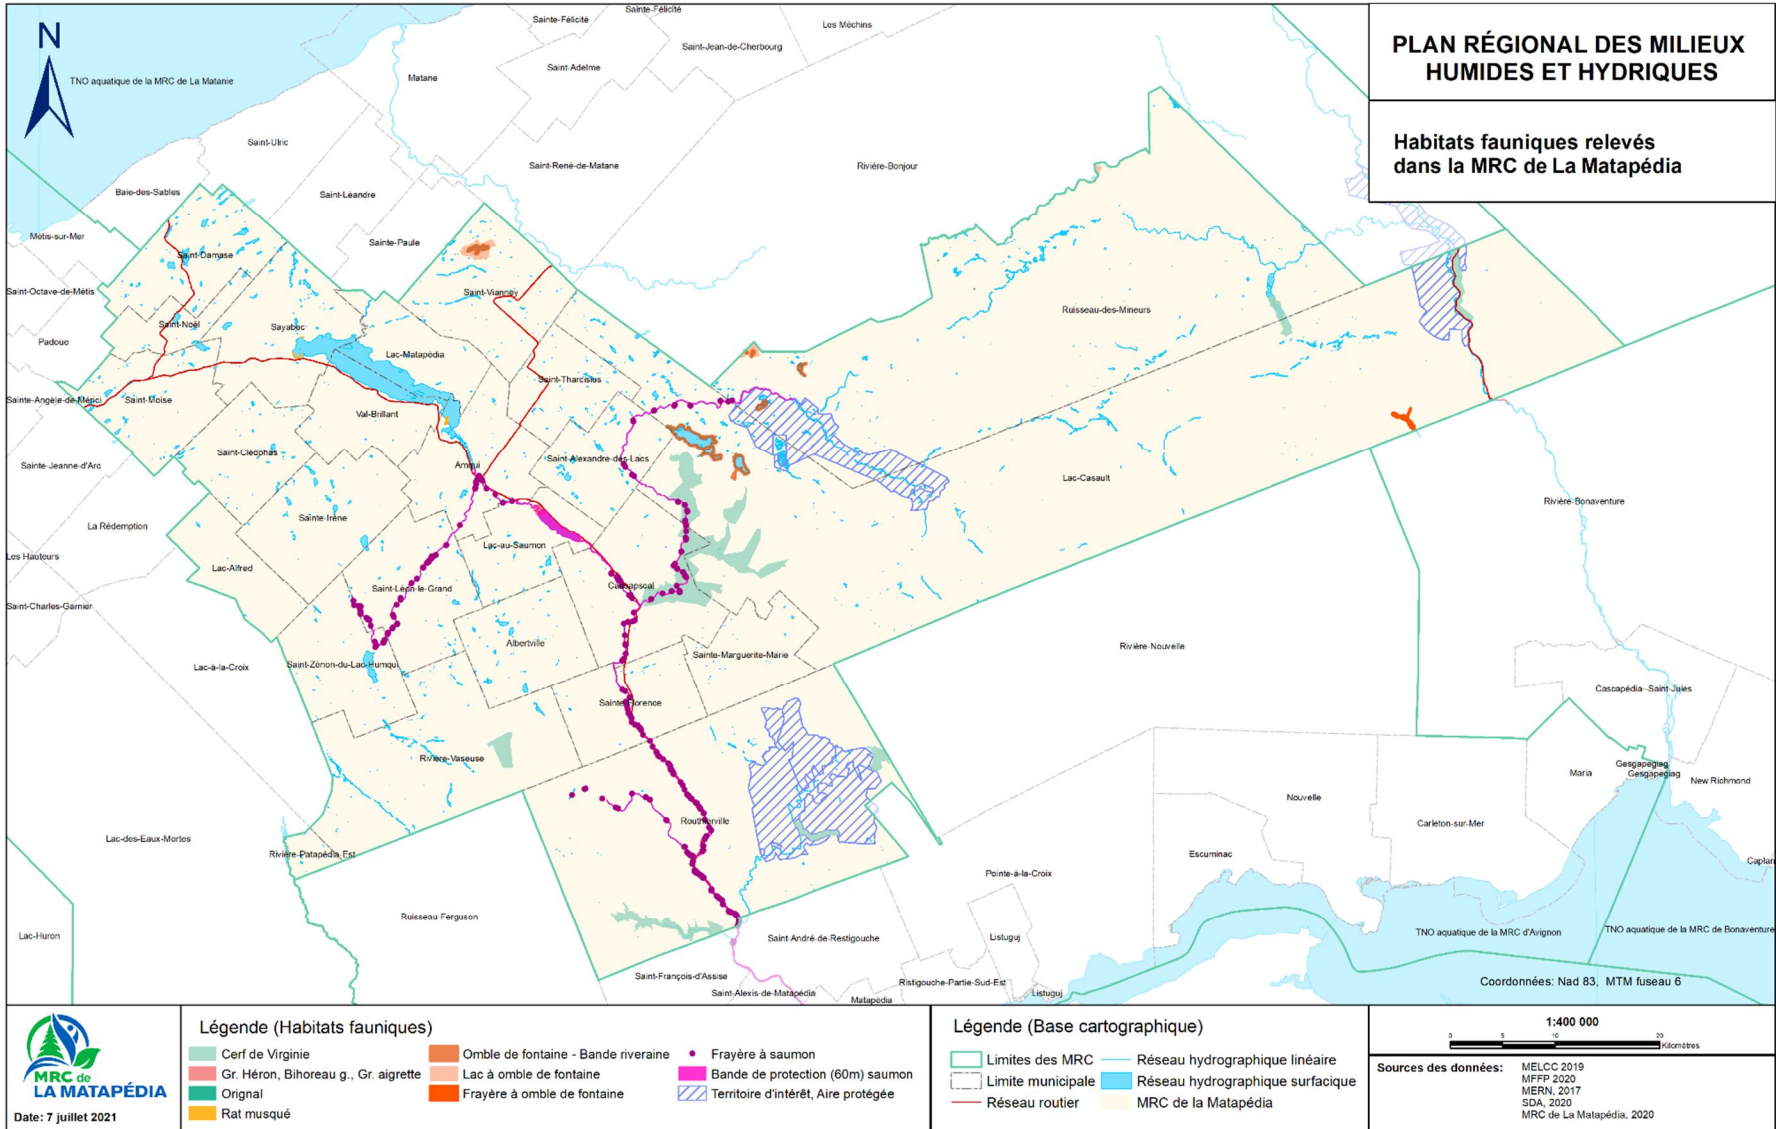 PLAN RÉGIONAL DES MILIEUX
HUMIDES ET HYDRIQUES
Habitats fauniques relevés
dans la MRC de La Matapédia
N
TNO aquatique de la MRC de La Matanie
Sainte-Félicité
Sainte-Félicité
Les Méchins
Saint-Jean-de-Cherbourg
Saint-Adelme
Matane
Saint-Ulric
Saint-René-de-Matane
Rivière-Bonjour
Baie-des-Sables
Saint-Léandre
Métis-sur-Mer
Sainte-Paule
Saint-Damase
Saint-Octave-de-Métis
Saint-Vianney
Ruisseau-des-Mineurs
Saint-Noël
Sayabec
Padoue
Lac-Matapédia
Saint-Tharcisius
Sainte-Angèle-de-Mérici
Saint-Moise
Val-Brillant
Saint-Cléophas
Saint-Alexandre-des-Lacs
Sainte-Jeanne-d'Arc
Amqui
Lac-Casault
Rivière-Bonaventure
La Rédemption
Sainte-Irène
Lac-au-Saumon
Les Hauteurs
Lac-Alfred
Saint-Léon-le-Grand
Causapscal
Saint-Charles-Garnier
Albertville
Sainte-Marguerite-Marie
Rivière-Nouvelle
Lac-à-la-Croix
Saint-Zénon-du-Lac-Humqui
Cascapédia--Saint-Jules
Sainte-Florence
Rivière-Vaseuse
Gesgapegiag
Gesgapegiag
Maria
New Richmond
Nouvelle
Routhierville
Carleton-sur-Mer
Lac-des-Eaux-Mortes
Rivière-Patapédia-Est
Escuminac
Caplan
Pointe-à-la-Croix
Ruisseau-Ferguson
Lac-Huron
Saint-André-de-Restigouche
Listuguj
TNO aquatique de la MRC d'Avignon
TNO aquatique de la MRC de Bonaventure
Saint-François-d'Assise
Ristigouche-Partie-Sud-Est
Saint-Alexis-de-Matapédia
Matapédia
Listuguj
Coordonnées: Nad 83, MTM fuseau 6
MRC de
LA MATAPÉDIA
Date: 7 juillet 2021
Légende (Habitats fauniques)
Cerf de Virginie
Gr. Héron, Bihoreau g., Gr. aigrette
Orignal
Rat musqué
Omble de fontaine - Bande riveraine
Lac à omble de fontaine
Frayère à omble de fontaine
Frayère à saumon
Bande de protection (60m) saumon
Territoire d'intérêt, Aire protégée
Légende (Base cartographique)
Limites des MRC
Limite municipale
Réseau routier
Réseau hydrographique linéaire
Réseau hydrographique surfacique
MRC de la Matapédia
1:400 000
0 5 10 20
Kilomètres
Sources des données:
MELCC 2019
MFFP 2020
MERN, 2017
SDA, 2020
MRC de La Matapédia, 2020